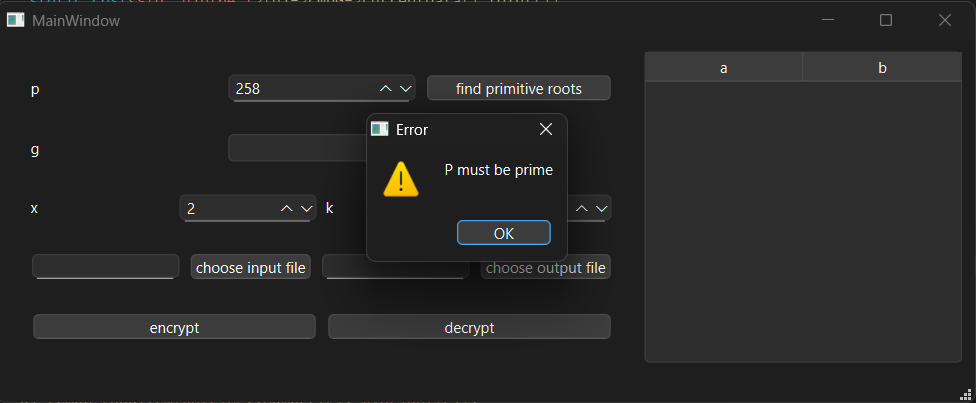 MainWindow
a b
p 258 find primitive roots
Error
g
P must be prime
x 2 k
OK
choose input file choose output file
encrypt decrypt